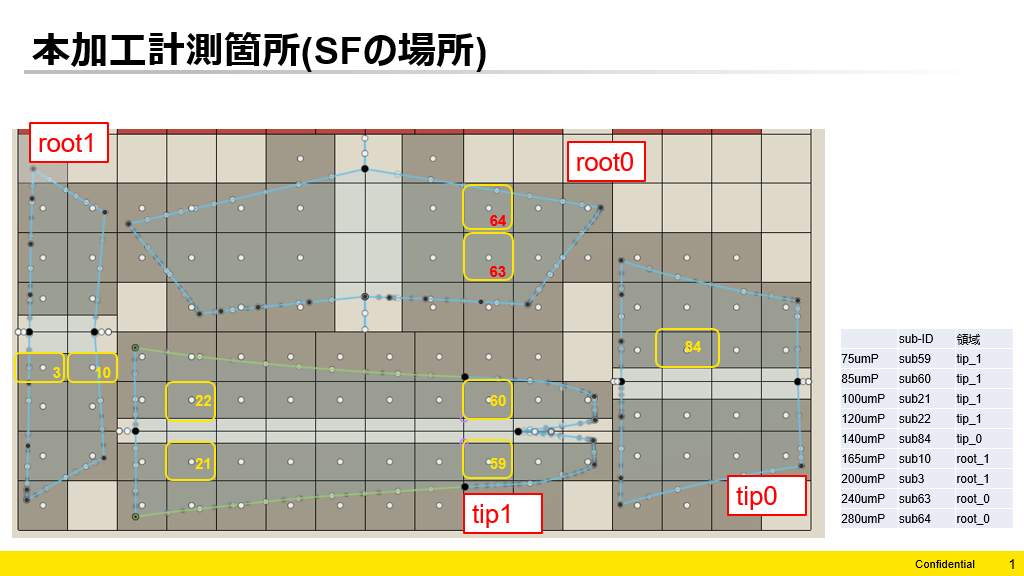 本加工計測箇所(SFの場所)
root1
root0
64
63
84
3
10
22
60
21
59
tip1
tip0
sub-ID 領域
75umP sub59 tip_1
85umP sub60 tip_1
100umP sub21 tip_1
120umP sub22 tip_1
140umP sub84 tip_0
165umP sub10 root_1
200umP sub3 root_1
240umP sub63 root_0
280umP sub64 root_0
Confidential 1